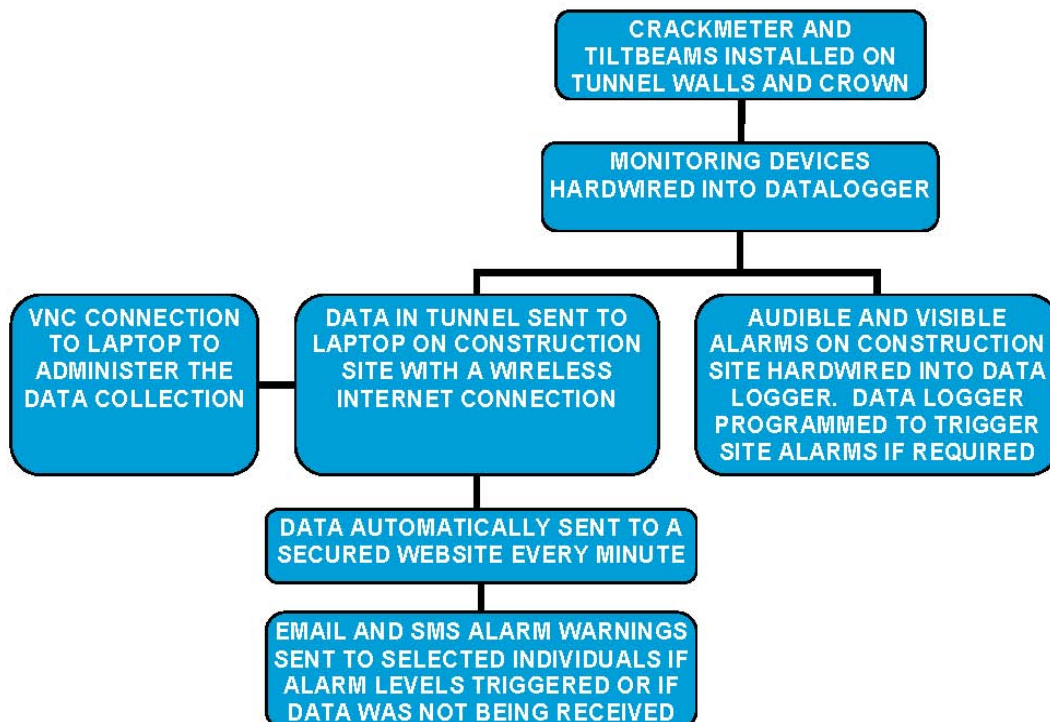 CRACKMETER AND
TILTBEAMS INSTALLED ON
TUNNEL WALLS AND CROWN
MONITORING DEVICES
HARDWIRED INTO DATALOGGER
VNC CONNECTION
TO LAPTOP TO
ADMINISTER THE
DATA COLLECTION
DATA IN TUNNEL SENT TO
LAPTOP ON CONSTRUCTION
SITE WITH A WIRELESS
INTERNET CONNECTION
AUDIBLE AND VISIBLE
ALARMS ON CONSTRUCTION
SITE HARDWIRED INTO DATA
LOGGER. DATA LOGGER
PROGRAMMED TO TRIGGER
SITE ALARMS IF REQUIRED
DATA AUTOMATICALLY SENT TO A
SECURED WEBSITE EVERY MINUTE
EMAIL AND SMS ALARM WARNINGS
SENT TO SELECTED INDIVIDUALS IF
ALARM LEVELS TRIGGERED OR IF
DATA WAS NOT BEING RECEIVED